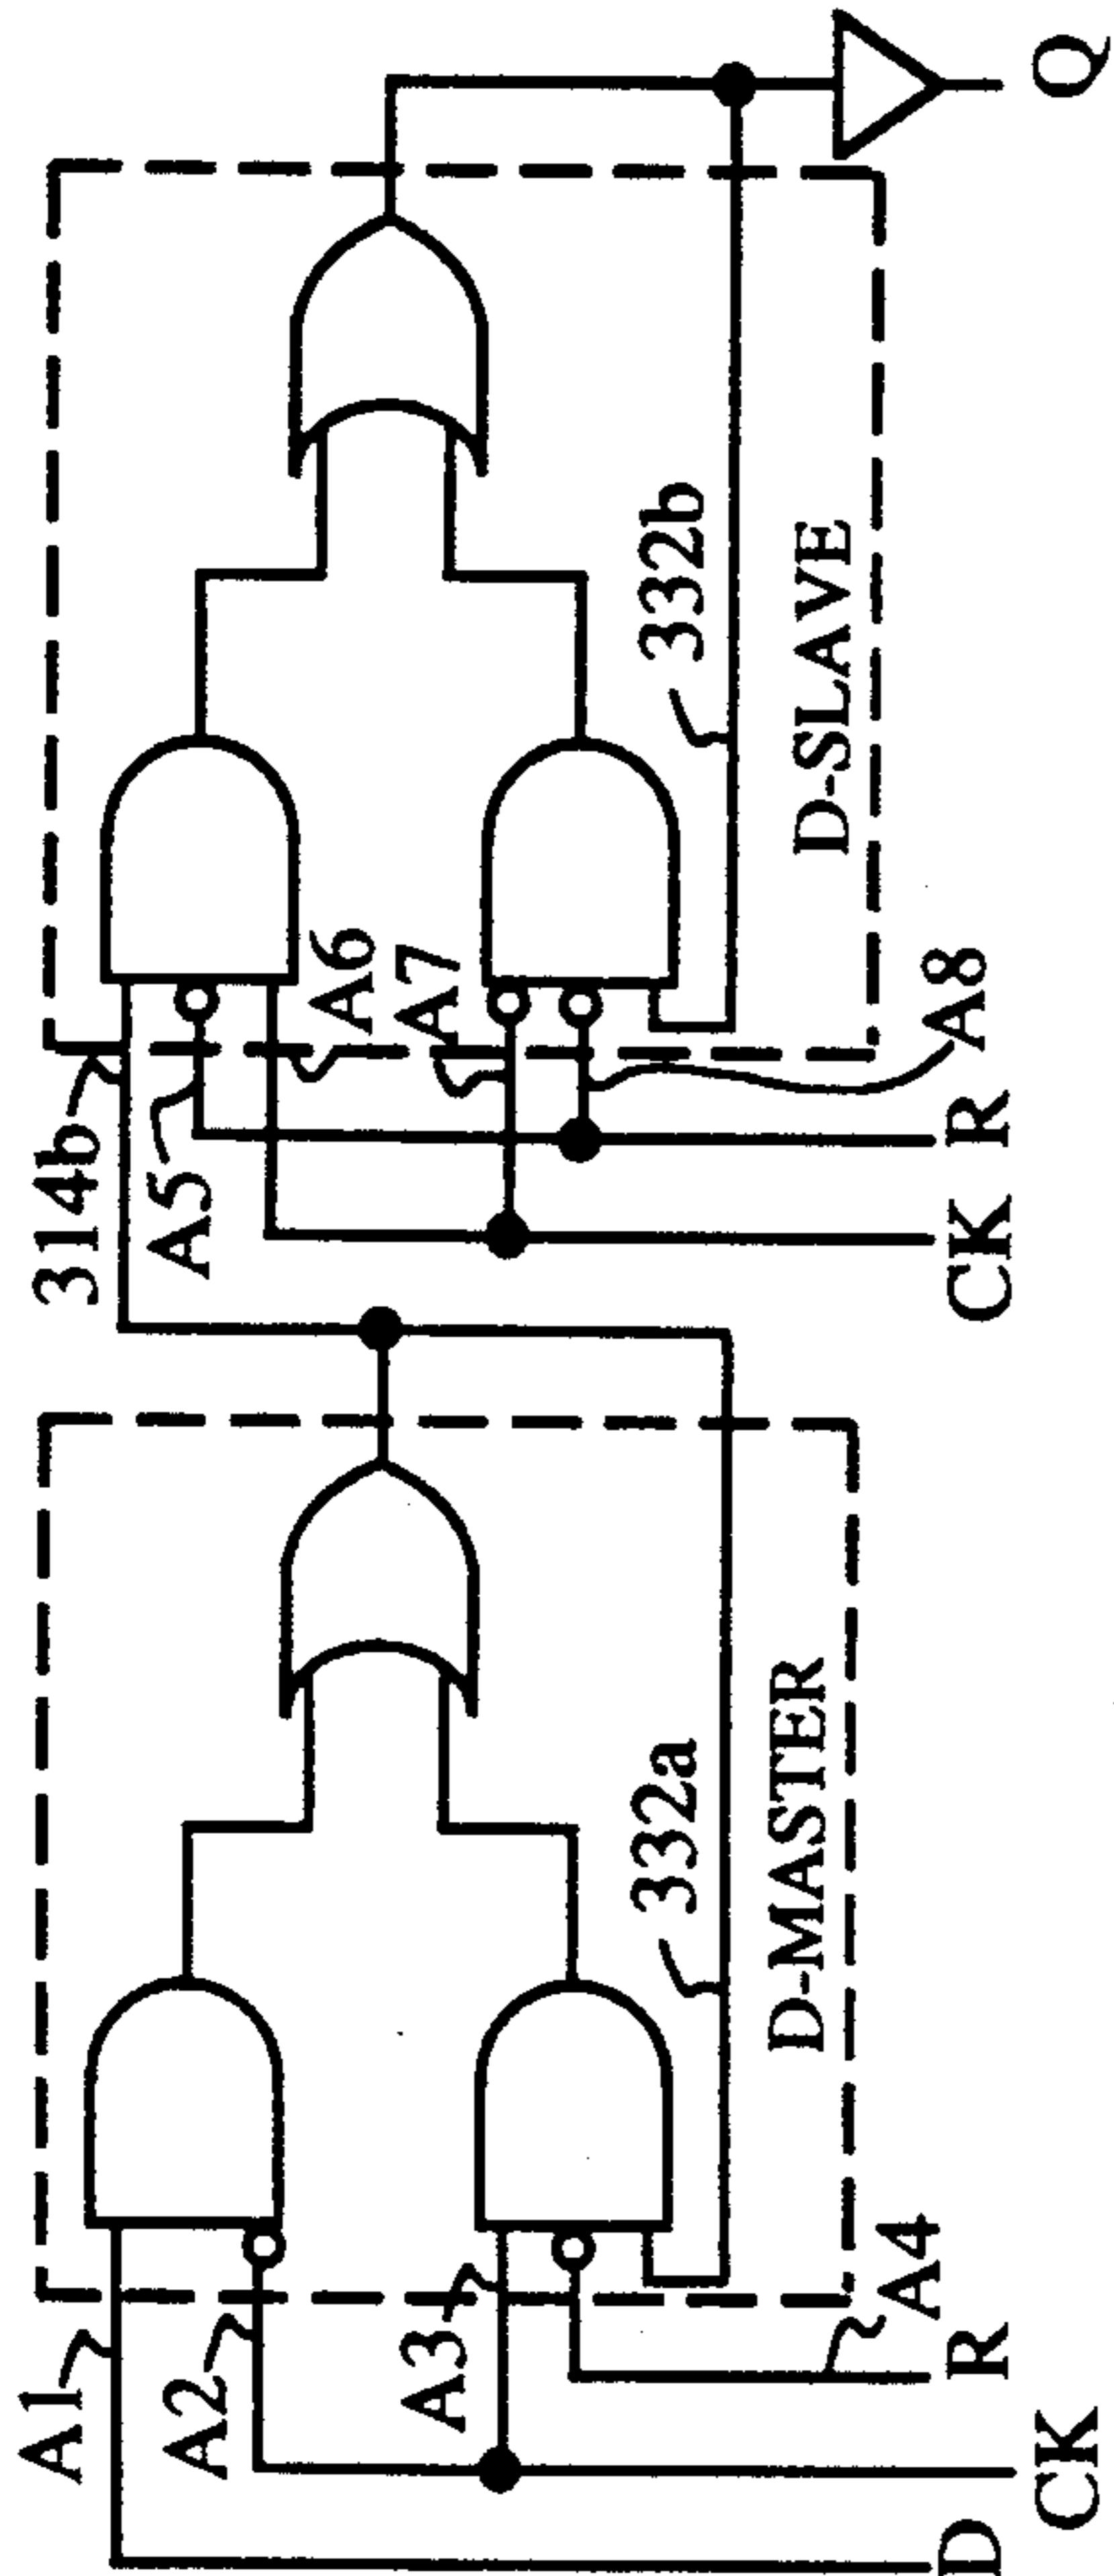 A1
A2
A3
D
CK
R
A4
332a
D-MASTER
314b
A5
A6
A7
CK
R
A8
332b
D-SLAVE
Q